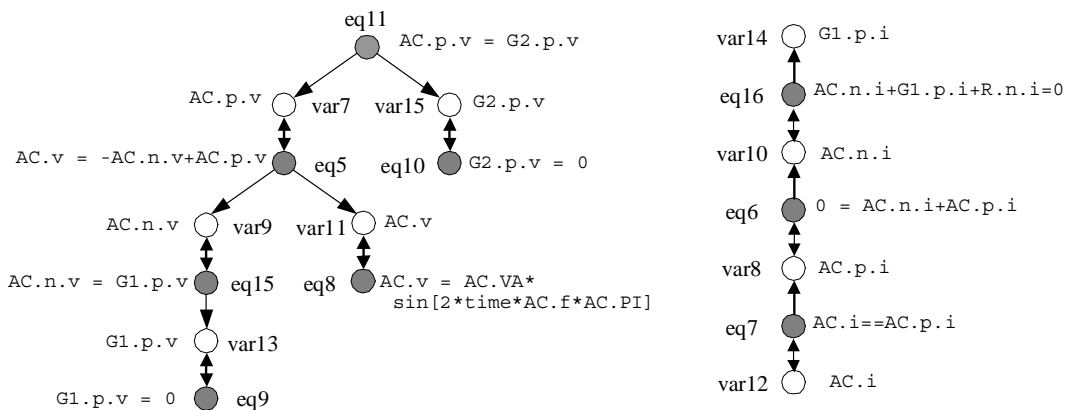 eq11
AC.p.v = G2.p.v
AC.p.v var7 var15 G2.p.v
AC.v = -AC.n.v+AC.p.v eq5 eq10 G2.p.v = 0
AC.n.v var9 var11 AC.v
AC.n.v = G1.p.v eq15 eq8 AC.v = AC.VA*
sin[2*time*AC.f*AC.PI]
G1.p.v var13
G1.p.v = 0 eq9
var14 G1.p.i
eq16 AC.n.i+G1.p.i+R.n.i=0
var10 AC.n.i
eq6 0 = AC.n.i+AC.p.i
var8 AC.p.i
eq7 AC.i==AC.p.i
var12 AC.i